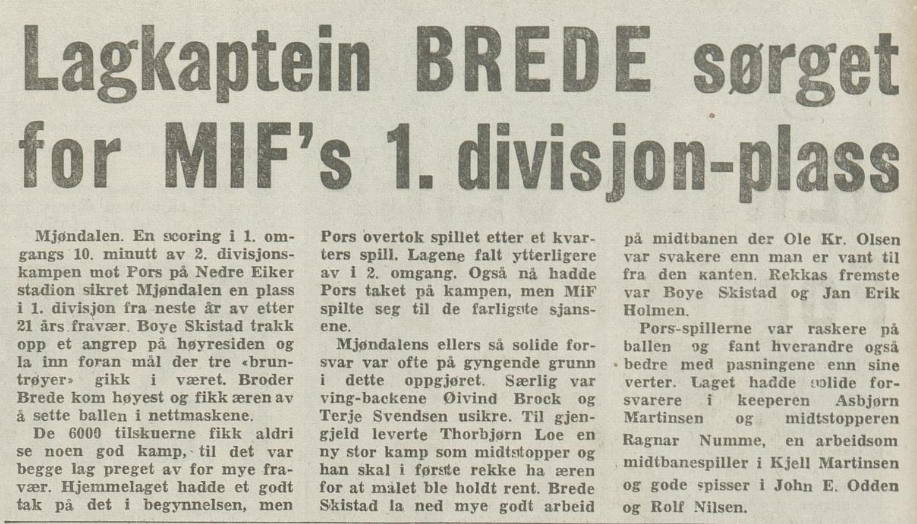 Lagkaptein BREDE sørget
for MIF's 1. divisjon-plass
Mjøndalen. En scoring i 1. om-
gangs 10. minutt av 2. divisjons-
kampen mot Pors på Nedre Eiker
stadion sikret Mjøndalen en plass
i 1. divisjon fra neste år av etter
21 års fravær. Boye Skistad trakk
opp et angrep på høyresiden og
la inn foran mål der tre «brun-
trøyer» gikk i været. Broder
Brede kom høyest og fikk æren av
å sette ballen i nettmaskene.
De 6000 tilskuerne fikk aldri
se noen god kamp, til det var
begge lag preget av for mye fra-
vær. Hjemmelaget hadde et godt
tak på det i begynnelsen, men
Pors overtok spillet etter et kvar-
ters spill. Lagene falt ytterligere
av i 2. omgang. Også nå hadde
Pors taket på kampen, men MiF
spilte seg til de farligste sjans-
ene.
Mjøndalens ellers så solide for-
svar var ofte på gyngende grunn
i dette oppgjøret. Særlig var
ving-backene Øivind Brock og
Terje Svendsen usikre. Til gjen-
gjeld leverte Thorbjørn Loe en
ny stor kamp som midtstopper og
han skal i første rekke ha æren
for at målet ble holdt rent. Brede
Skistad la ned mye godt arbeid
på midtbanen der Ole Kr. Olsen
var svakere enn man er vant til
fra den kanten. Rekkas fremste
var Boye Skistad og Jan Erik
Holmen.
Pors-spillerne var raskere på
ballen og fant hverandre også
bedre med pasningene enn sine
verter. Laget hadde solide for-
svarere i keeperen Asbjørn
Martinsen og midtstopperen
Ragnar Numme, en arbeidsom
midtbanespiller i Kjell Martinsen
og gode spisser i John E. Odden
og Rolf Nilsen.